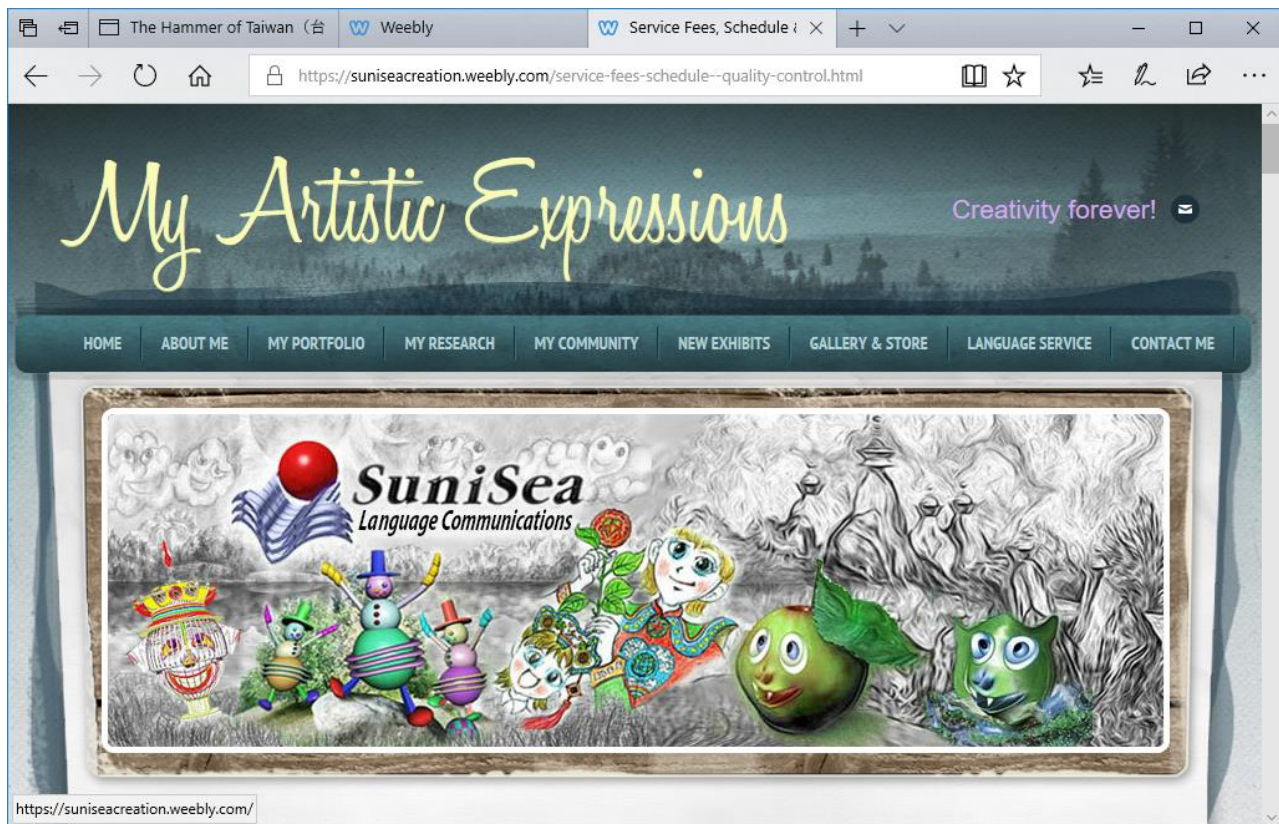 The Hammer of Taiwan（台
Weebly
Service Fees, Schedule &
https://suniseacreation.weebly.com/service-fees-schedule--quality-control.html
My Artistic Expressions
Creativity forever!
HOME ABOUT ME MY PORTFOLIO MY RESEARCH MY COMMUNITY NEW EXHIBITS GALLERY & STORE LANGUAGE SERVICE CONTACT ME
SuniSea
Language Communications
https://suniseacreation.weebly.com/